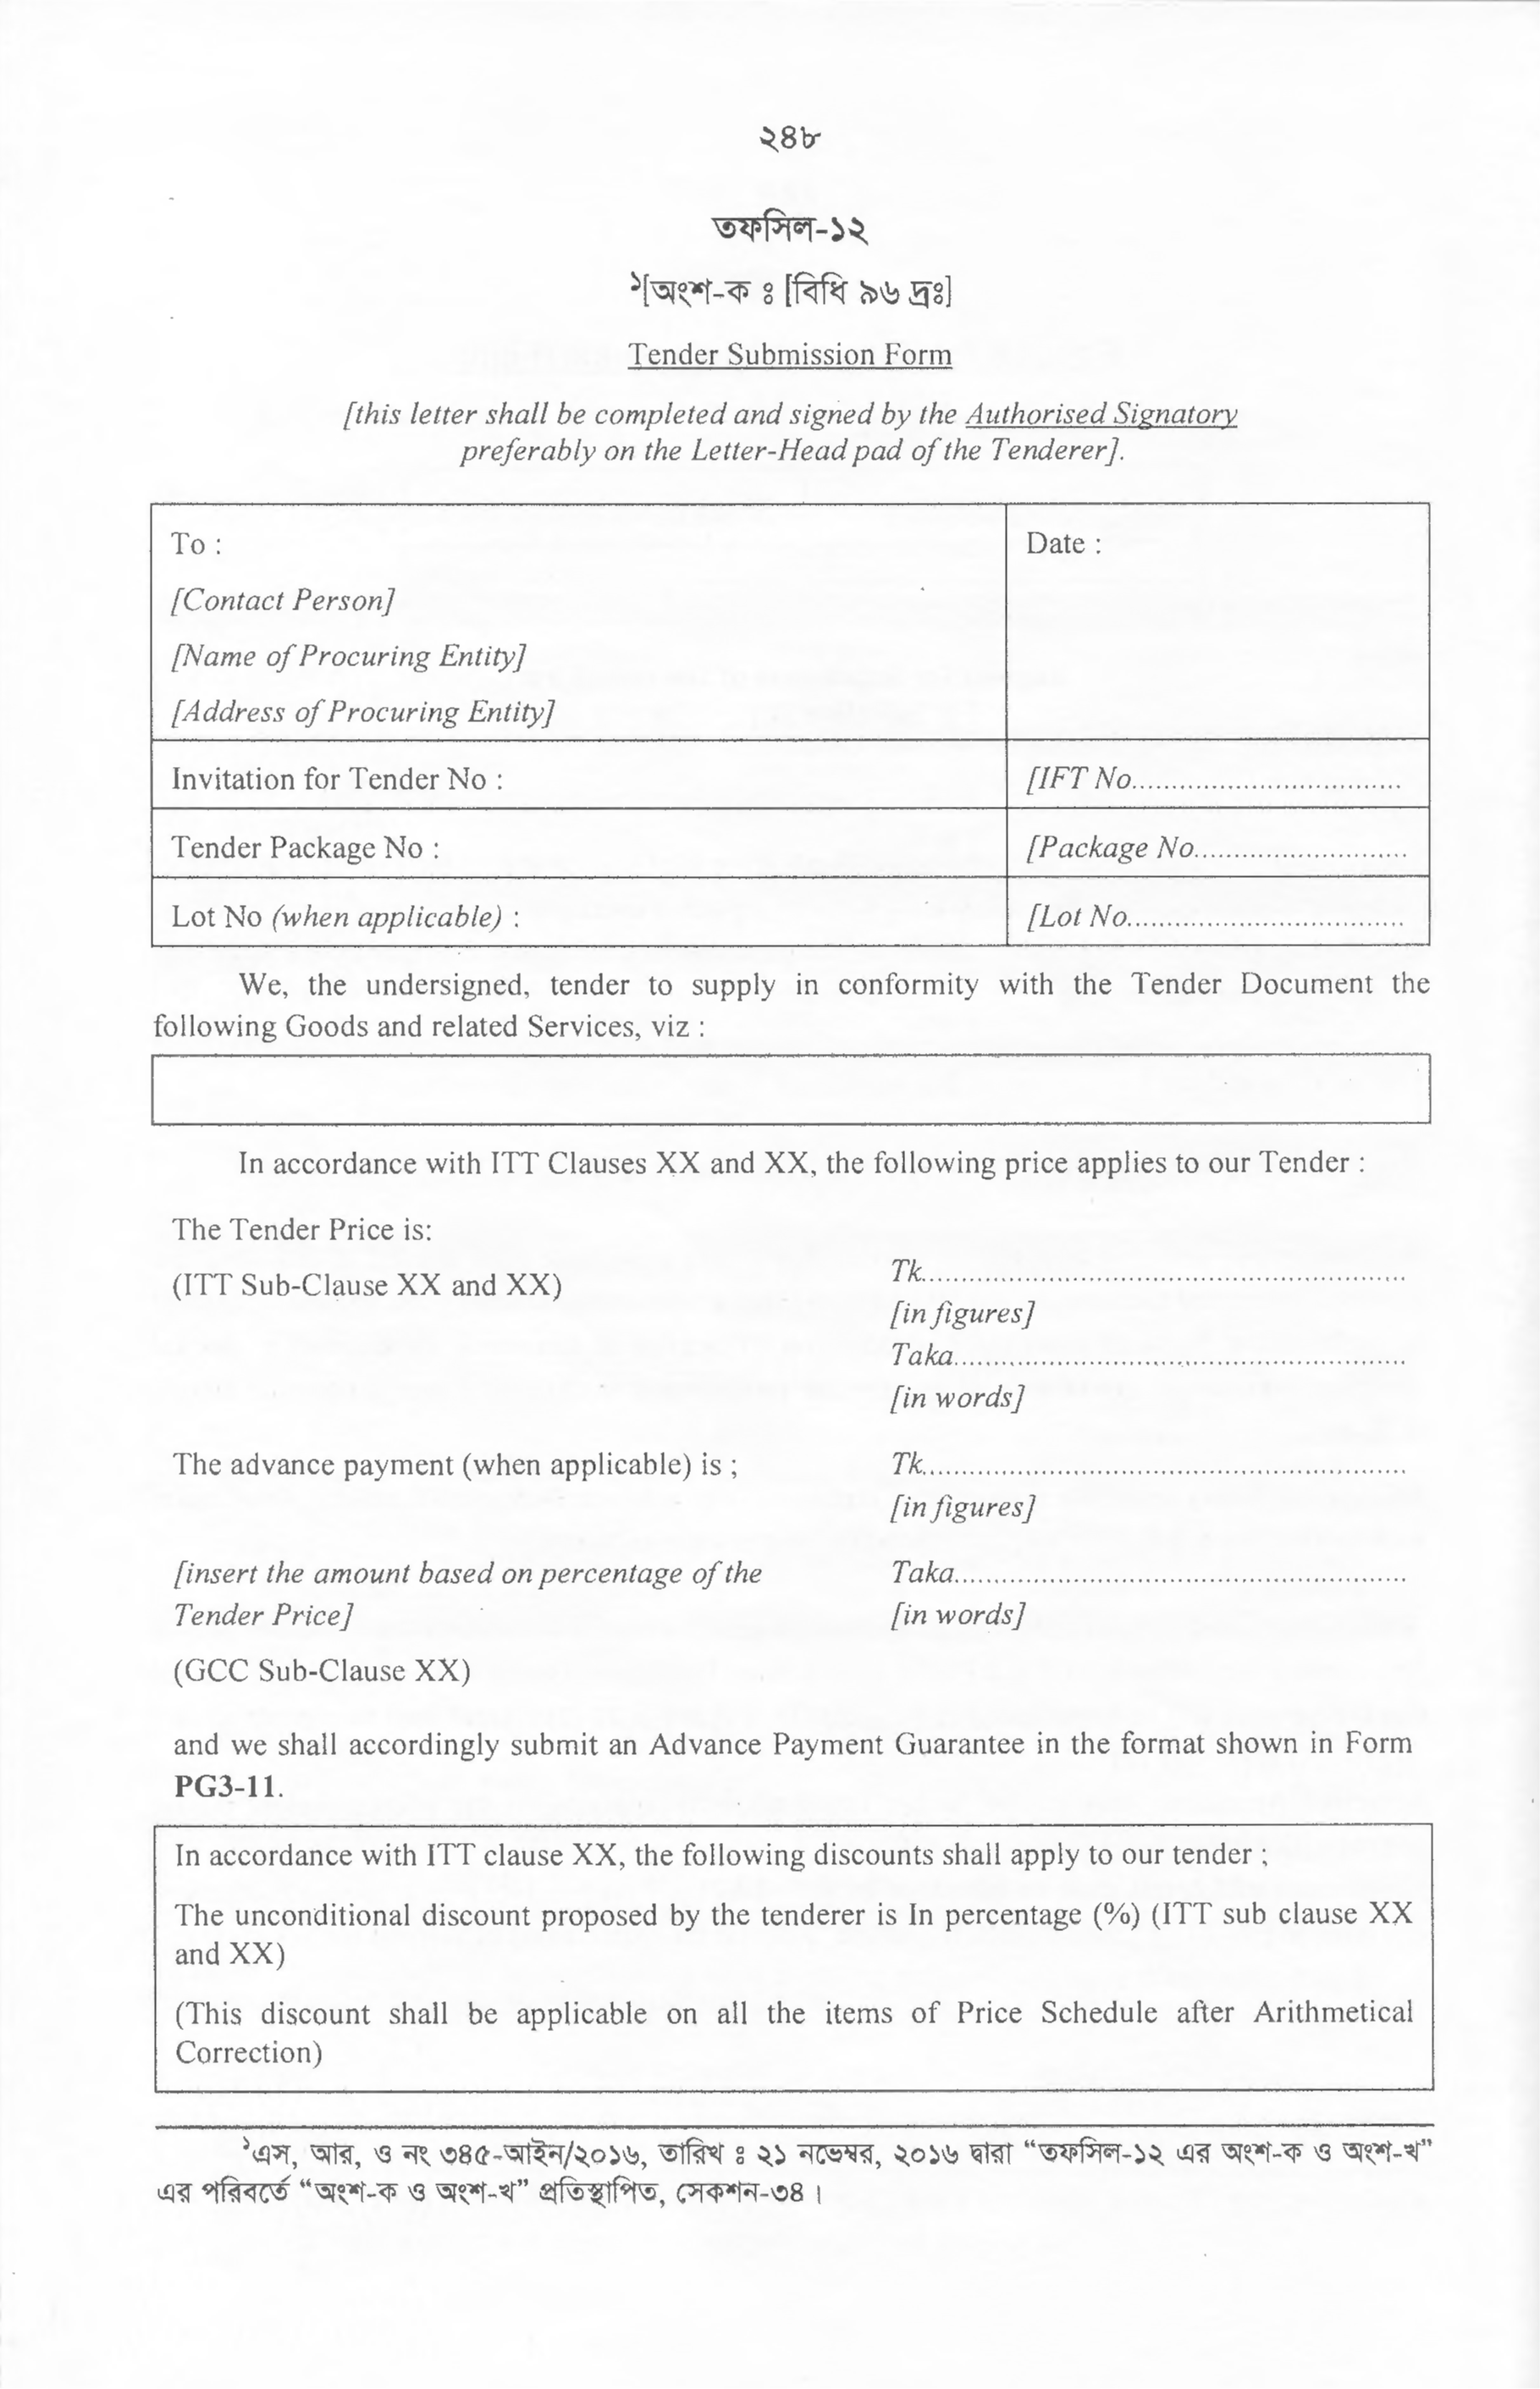 ২৪৮
তফসিল-১২
১[অংশ-ক ঃ [বিধি ৯৬ দ্রঃ]
Tender Submission Form
[this letter shall be completed and signed by the Authorised Signatory
preferably on the Letter-Head pad of the Tenderer].
To :
Date :
[Contact Person]
[Name of Procuring Entity]
[Address of Procuring Entity]
Invitation for Tender No :
[IFT No..................................
Tender Package No :
[Package No...........................
Lot No (when applicable) :
[Lot No...................................
We, the undersigned, tender to supply in conformity with the Tender Document the
following Goods and related Services, viz :
In accordance with ITT Clauses XX and XX, the following price applies to our Tender :
The Tender Price is:
(ITT Sub-Clause XX and XX)
Tk.............................................................
[in figures]
Taka.........................................................
[in words]
The advance payment (when applicable) is ;
Tk.............................................................
[in figures]
[insert the amount based on percentage of the
Tender Price]
Taka.........................................................
[in words]
(GCC Sub-Clause XX)
and we shall accordingly submit an Advance Payment Guarantee in the format shown in Form
PG3-11.
In accordance with ITT clause XX, the following discounts shall apply to our tender ;
The unconditional discount proposed by the tenderer is In percentage (%) (ITT sub clause XX
and XX)
(This discount shall be applicable on all the items of Price Schedule after Arithmetical
Correction)
১এস, আর, ও নং ৩৪৫-আইন/২০১৬, তারিখ ঃ ২১ নভেম্বর, ২০১৬ দ্বারা “তফসিল-১২ এর অংশ-ক ও অংশ-খ”
এর পরিবর্তে “অংশ-ক ও অংশ-খ” প্রতিস্থাপিত, সেকশন-৩৪ ।